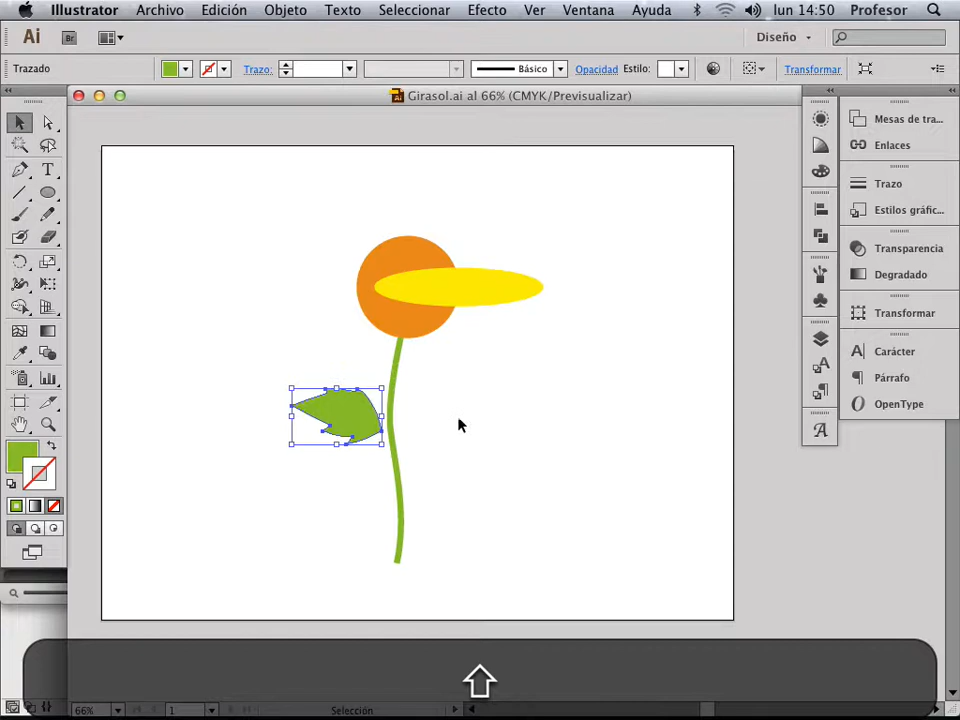 Illustrator Archivo Edición Objeto Texto Seleccionar Efecto Ver Ventana Ayuda lun 14:50 Profesor
Ai Br Diseño
Trazado Trazo: Básico Opacidad Estilo: Transformar
Girasol.ai al 66% (CMYK/Previsualizar)
Mesas de tra...
Enlaces
Trazo
Estilos gráfic...
Transparencia
Degradado
Transformar
Carácter
Párrafo
OpenType
66% 1 Selección